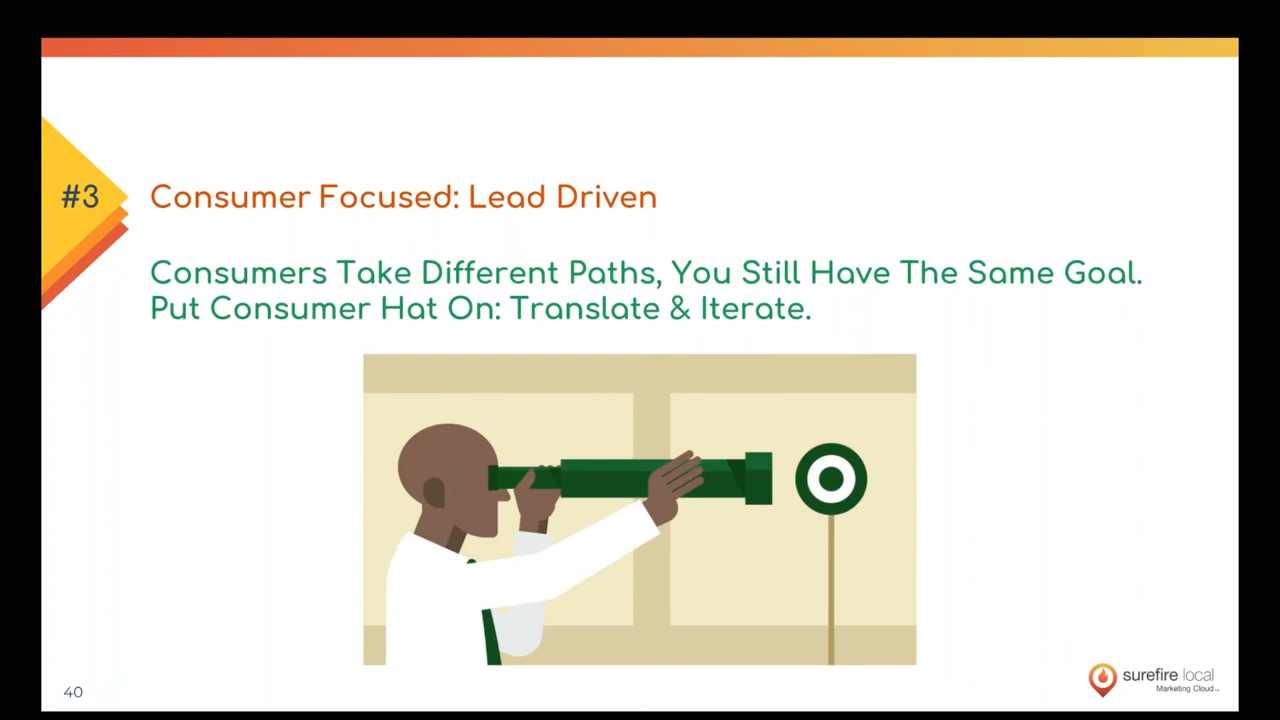 #3
Consumer Focused: Lead Driven
Consumers Take Different Paths, You Still Have The Same Goal.
Put Consumer Hat On: Translate & Iterate.
40
surefire local
Marketing Cloud™